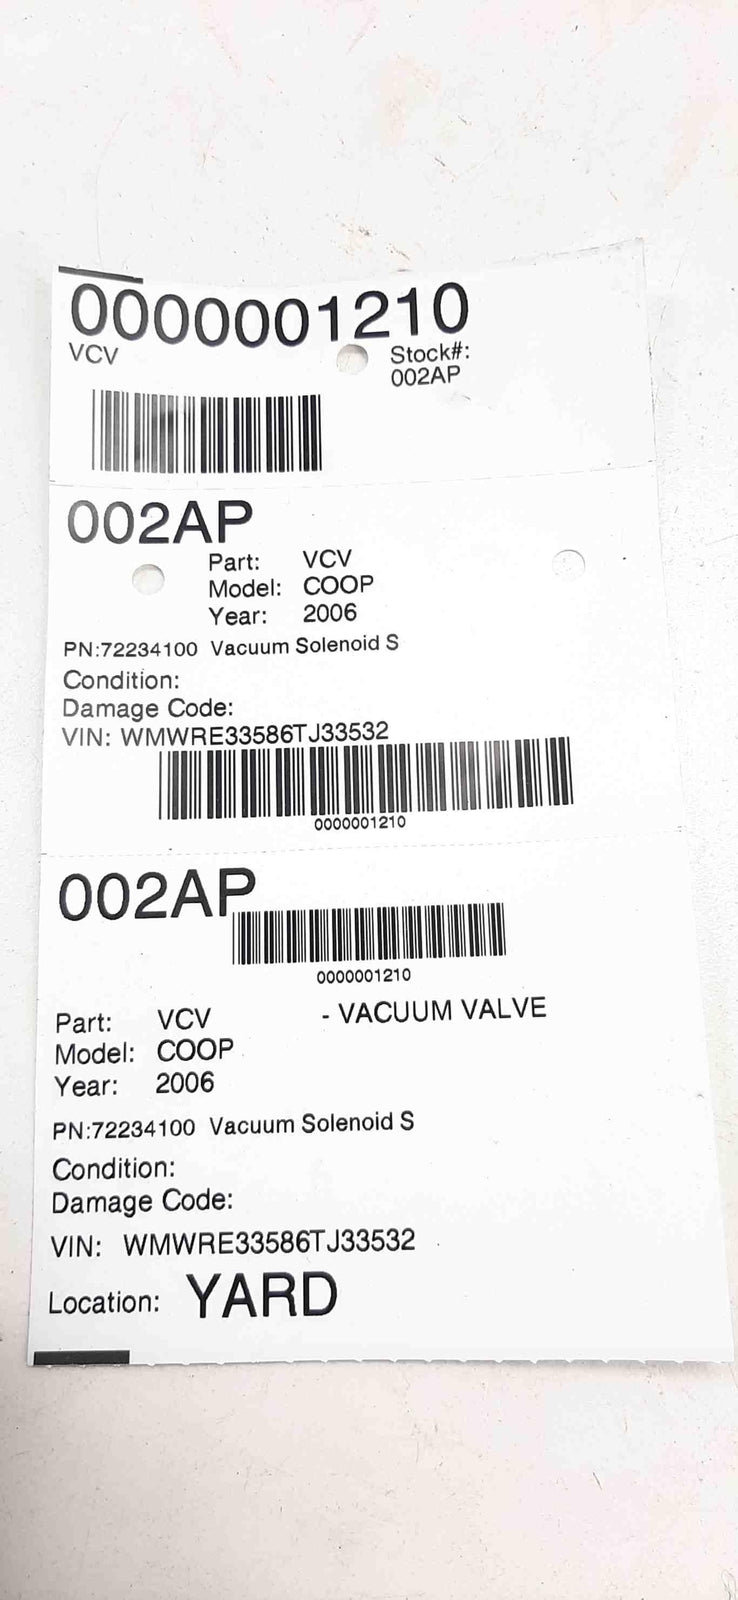 0000001210
VCV
Stock#:
002AP
002AP
Part: VCV
Model: COOP
Year: 2006
PN:72234100 Vacuum Solenoid S
Condition:
Damage Code:
VIN: WMWRE33586TJ33532
0000001210
002AP
0000001210
Part: VCV - VACUUM VALVE
Model: COOP
Year: 2006
PN:72234100 Vacuum Solenoid S
Condition:
Damage Code:
VIN: WMWRE33586TJ33532
Location: YARD